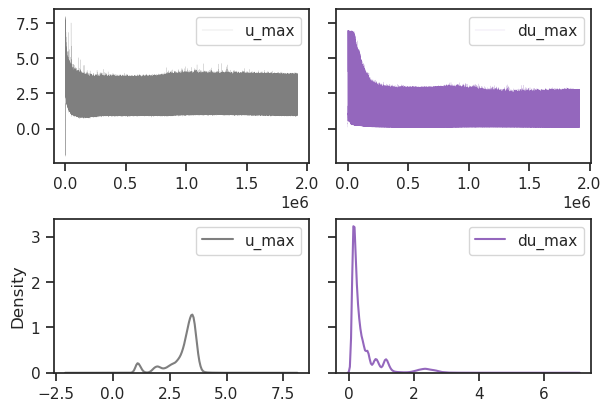 7.5
5.0
2.5
0.0
u_max
0.0 0.5 1.0 1.5 2.0
1e6
du_max
0.0 0.5 1.0 1.5 2.0
1e6
Density
3
2
1
0
u_max
−2.5 0.0 2.5 5.0 7.5
du_max
0 2 4 6